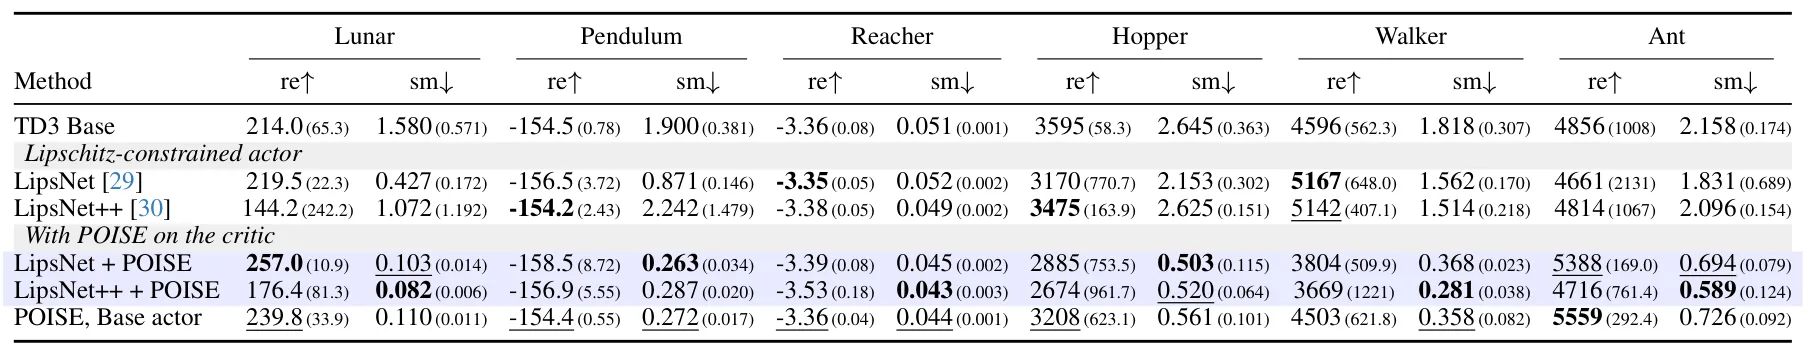 Lunar Pendulum Reacher Hopper Walker Ant
Method re↑ sm↓ re↑ sm↓ re↑ sm↓ re↑ sm↓ re↑ sm↓ re↑ sm↓
TD3 Base 214.0 (65.3) 1.580 (0.571) -154.5 (0.78) 1.900 (0.381) -3.36 (0.08) 0.051 (0.001) 3595 (58.3) 2.645 (0.363) 4596 (562.3) 1.818 (0.307) 4856 (1008) 2.158 (0.174)
Lipschitz-constrained actor
LipsNet [29] 219.5 (22.3) 0.427 (0.172) -156.5 (3.72) 0.871 (0.146) -3.35 (0.05) 0.052 (0.002) 3170 (770.7) 2.153 (0.302) 5167 (648.0) 1.562 (0.170) 4661 (2131) 1.831 (0.689)
LipsNet++ [30] 144.2 (242.2) 1.072 (1.192) -154.2 (2.43) 2.242 (1.479) -3.38 (0.05) 0.049 (0.002) 3475 (163.9) 2.625 (0.151) 5142 (407.1) 1.514 (0.218) 4814 (1067) 2.096 (0.154)
With POISE on the critic
LipsNet + POISE 257.0 (10.9) 0.103 (0.014) -158.5 (8.72) 0.263 (0.034) -3.39 (0.08) 0.045 (0.002) 2885 (753.5) 0.503 (0.115) 3804 (509.9) 0.368 (0.023) 5388 (169.0) 0.694 (0.079)
LipsNet++ + POISE 176.4 (81.3) 0.082 (0.006) -156.9 (5.55) 0.287 (0.020) -3.53 (0.18) 0.043 (0.003) 2674 (961.7) 0.520 (0.064) 3669 (1221) 0.281 (0.038) 4716 (761.4) 0.589 (0.124)
POISE, Base actor 239.8 (33.9) 0.110 (0.011) -154.4 (0.55) 0.272 (0.017) -3.36 (0.04) 0.044 (0.001) 3208 (623.1) 0.561 (0.101) 4503 (621.8) 0.358 (0.082) 5559 (292.4) 0.726 (0.092)